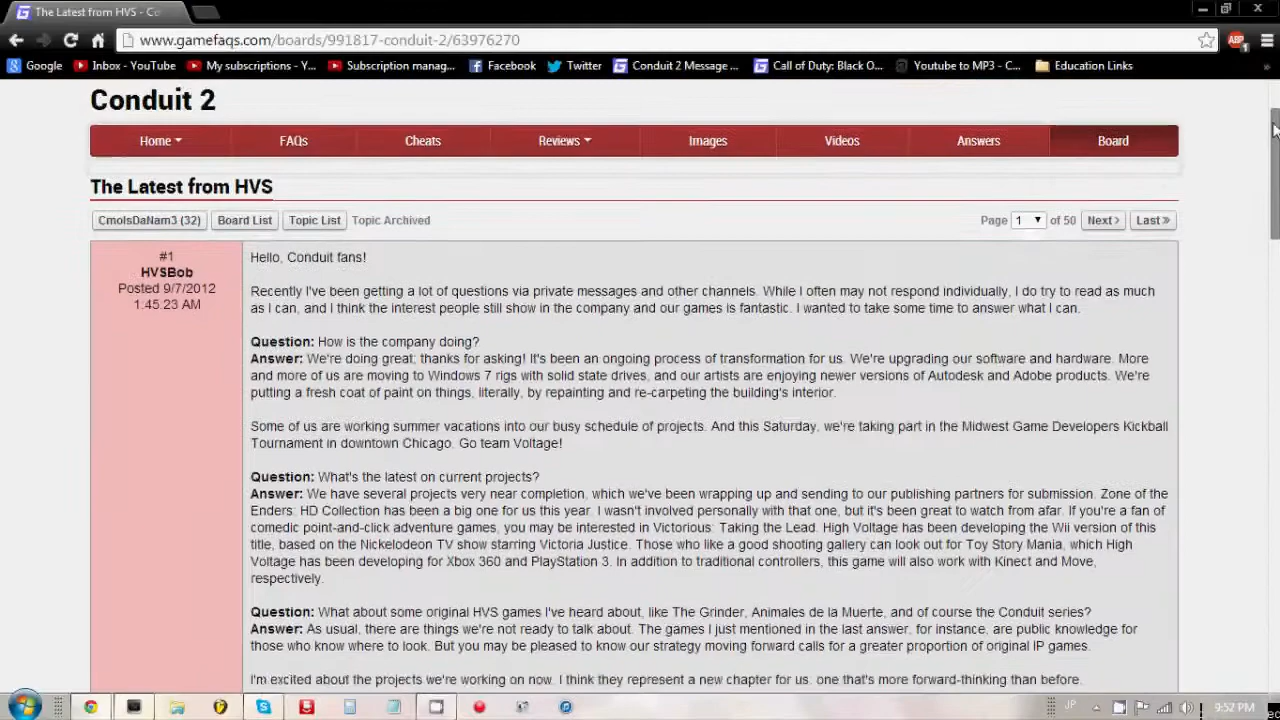 The Latest from HVS - Co
www.gamefaqs.com/boards/991817-conduit-2/63976270
ABP
1
Google
Inbox - YouTube
My subscriptions - Y...
Subscription manag...
Facebook
Twitter
Conduit 2 Message ...
Call of Duty: Black O...
Youtube to MP3 - C...
Education Links
»
Conduit 2
Home
FAQs
Cheats
Reviews
Images
Videos
Answers
Board
The Latest from HVS
CmoIsDaNam3 (32)
Board List
Topic List
Topic Archived
Page 1 of 50
Next
Last
#1
HVSBob
Posted 9/7/2012
1:45:23 AM
Hello, Conduit fans!
Recently I've been getting a lot of questions via private messages and other channels. While I often may not respond individually, I do try to read as much
as I can, and I think the interest people still show in the company and our games is fantastic. I wanted to take some time to answer what I can.
Question: How is the company doing?
Answer: We're doing great; thanks for asking! It's been an ongoing process of transformation for us. We're upgrading our software and hardware. More
and more of us are moving to Windows 7 rigs with solid state drives, and our artists are enjoying newer versions of Autodesk and Adobe products. We're
putting a fresh coat of paint on things, literally, by repainting and re-carpeting the building's interior.
Some of us are working summer vacations into our busy schedule of projects. And this Saturday, we're taking part in the Midwest Game Developers Kickball
Tournament in downtown Chicago. Go team Voltage!
Question: What's the latest on current projects?
Answer: We have several projects very near completion, which we've been wrapping up and sending to our publishing partners for submission. Zone of the
Enders: HD Collection has been a big one for us this year. I wasn't involved personally with that one, but it's been great to watch from afar. If you're a fan of
comedic point-and-click adventure games, you may be interested in Victorious: Taking the Lead. High Voltage has been developing the Wii version of this
title, based on the Nickelodeon TV show starring Victoria Justice. Those who like a good shooting gallery can look out for Toy Story Mania, which High
Voltage has been developing for Xbox 360 and PlayStation 3. In addition to traditional controllers, this game will also work with Kinect and Move,
respectively.
Question: What about some original HVS games I've heard about, like The Grinder, Animales de la Muerte, and of course the Conduit series?
Answer: As usual, there are things we're not ready to talk about. The games I just mentioned in the last answer, for instance, are public knowledge for
those who know where to look. But you may be pleased to know our strategy moving forward calls for a greater proportion of original IP games.
I'm excited about the projects we're working on now. I think they represent a new chapter for us, one that's more forward-thinking than before.
JP
9:52 PM